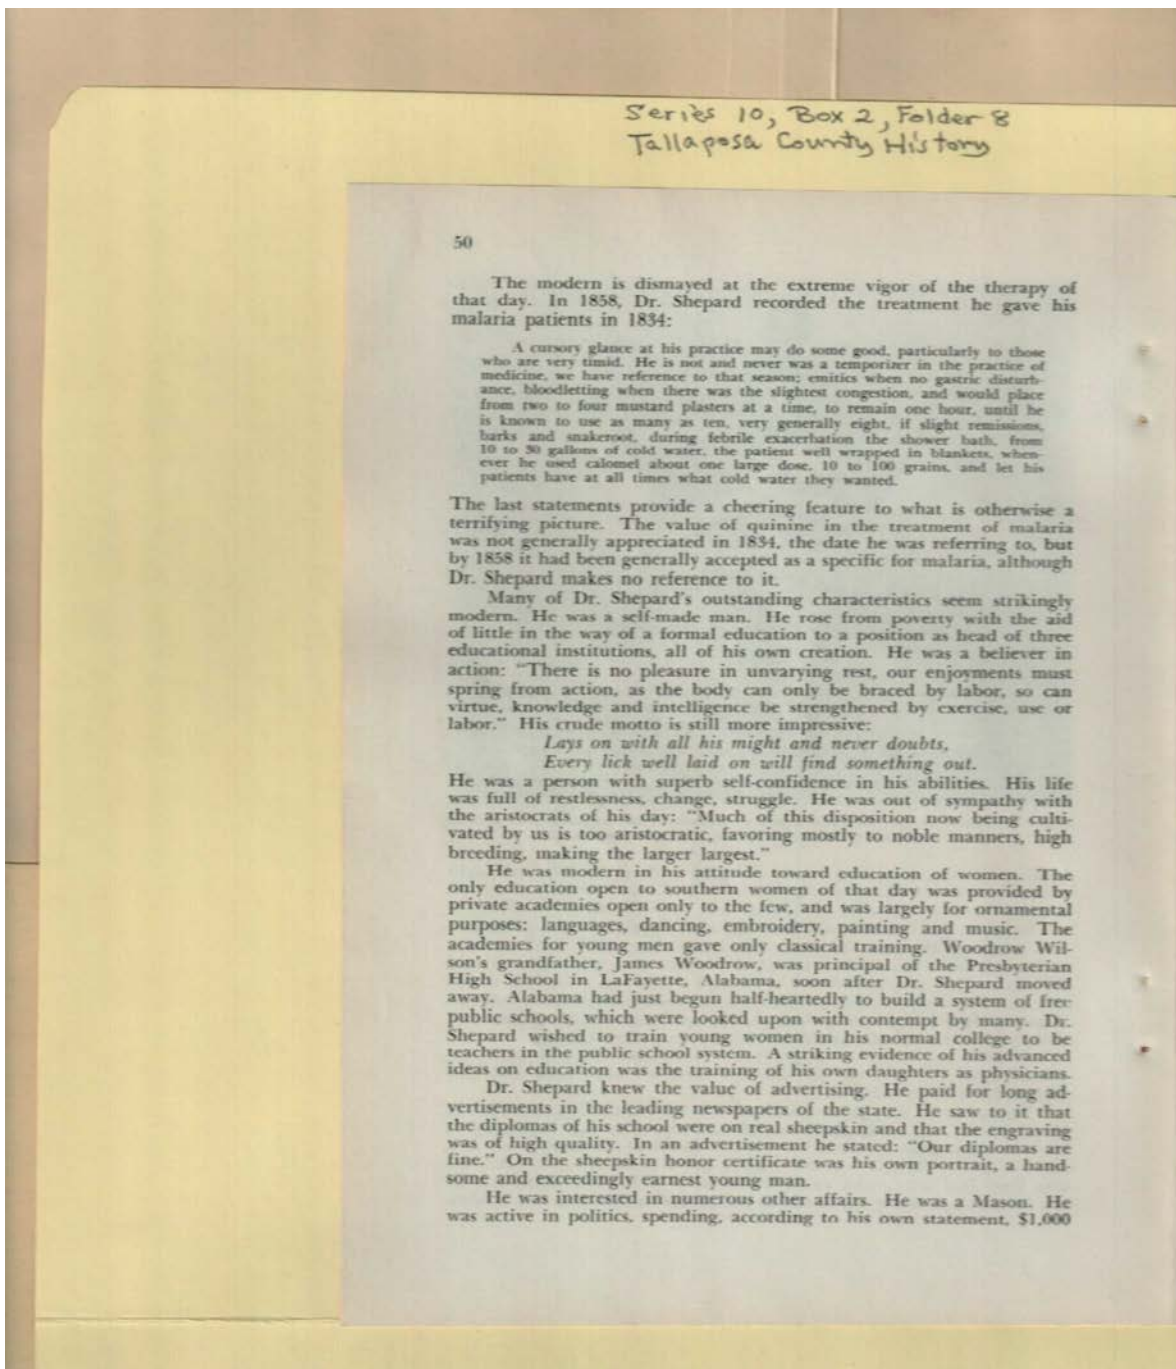 Series 10, Box 2, Folder 8
Tallaposa County History
50
The modern is dismayed at the extreme vigor of the therapy of
that day. In 1858, Dr. Shepard recorded the treatment he gave his
malaria patients in 1834:
A cursory glance at his practice may do some good, particularly to those
who are very timid. He is not and never was a temporizer in the practice of
medicine, we have reference to that season; emitics when no gastric disturb-
ance, bloodletting when there was the slightest congestion, and would place
from two to four mustard plasters at a time, to remain one hour, until he
is known to use as many as ten, very generally eight, if slight remissions,
barks and snakeroot, during febrile exacerbation the shower bath, from
10 to 30 gallons of cold water, the patient well wrapped in blankets, when-
ever he used calomel about one large dose, 10 to 100 grains, and let his
patients have at all times what cold water they wanted.
The last statements provide a cheering feature to what is otherwise a
terrifying picture. The value of quinine in the treatment of malaria
was not generally appreciated in 1834, the date he was referring to, but
by 1858 it had been generally accepted as a specific for malaria, although
Dr. Shepard makes no reference to it.
Many of Dr. Shepard's outstanding characteristics seem strikingly
modern. He was a self-made man. He rose from poverty with the aid
of little in the way of a formal education to a position as head of three
educational institutions, all of his own creation. He was a believer in
action: "There is no pleasure in unvarying rest, our enjoyments must
spring from action, as the body can only be braced by labor, so can
virtue, knowledge and intelligence be strengthened by exercise, use or
labor." His crude motto is still more impressive:
Lays on with all his might and never doubts,
Every lick well laid on will find something out.
He was a person with superb self-confidence in his abilities. His life
was full of restlessness, change, struggle. He was out of sympathy with
the aristocrats of his day: "Much of this disposition now being culti-
vated by us is too aristocratic, favoring mostly to noble manners, high
breeding, making the larger largest."
He was modern in his attitude toward education of women. The
only education open to southern women of that day was provided by
private academies open only to the few, and was largely for ornamental
purposes: languages, dancing, embroidery, painting and music. The
academies for young men gave only classical training. Woodrow Wil-
son's grandfather, James Woodrow, was principal of the Presbyterian
High School in LaFayette, Alabama, soon after Dr. Shepard moved
away. Alabama had just begun half-heartedly to build a system of free
public schools, which were looked upon with contempt by many. Dr.
Shepard wished to train young women in his normal college to be
teachers in the public school system. A striking evidence of his advanced
ideas on education was the training of his own daughters as physicians.
Dr. Shepard knew the value of advertising. He paid for long ad-
vertisements in the leading newspapers of the state. He saw to it that
the diplomas of his school were on real sheepskin and that the engraving
was of high quality. In an advertisement he stated: "Our diplomas are
fine." On the sheepskin honor certificate was his own portrait, a hand-
some and exceedingly earnest young man.
He was interested in numerous other affairs. He was a Mason. He
was active in politics, spending, according to his own statement, $1,000